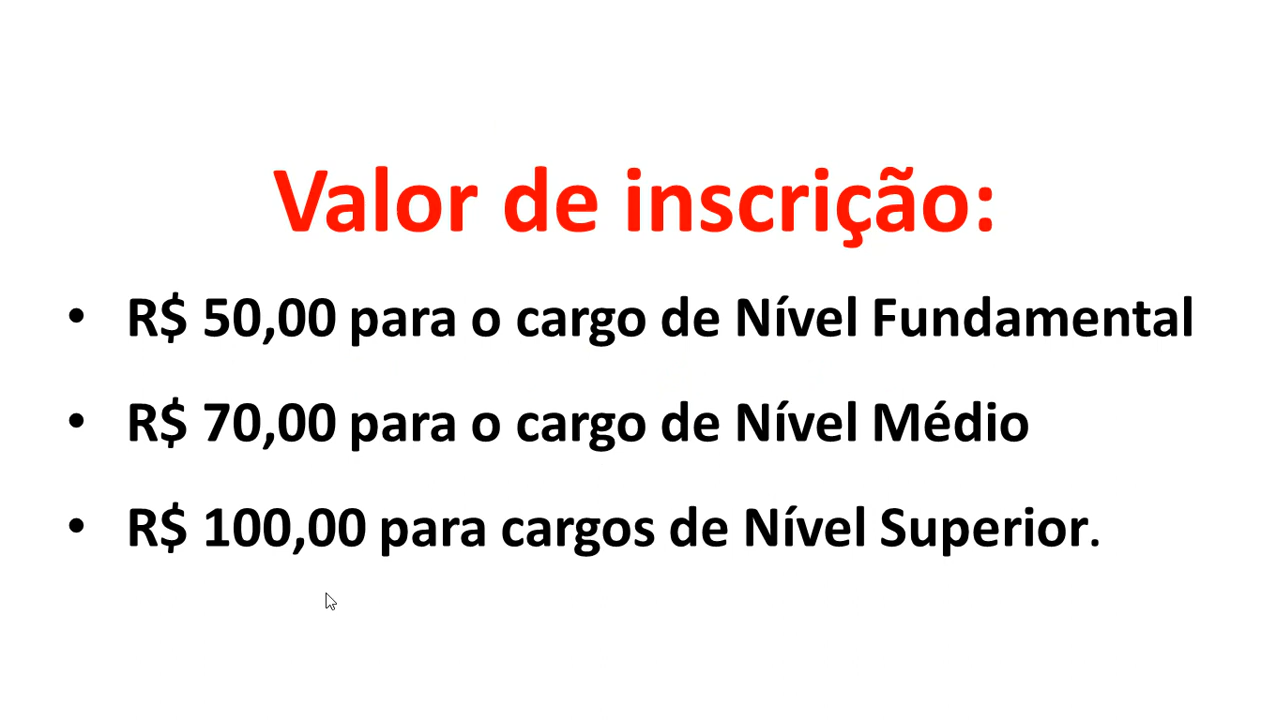 Valor de inscrição:
• R$ 50,00 para o cargo de Nível Fundamental
• R$ 70,00 para o cargo de Nível Médio
• R$ 100,00 para cargos de Nível Superior.